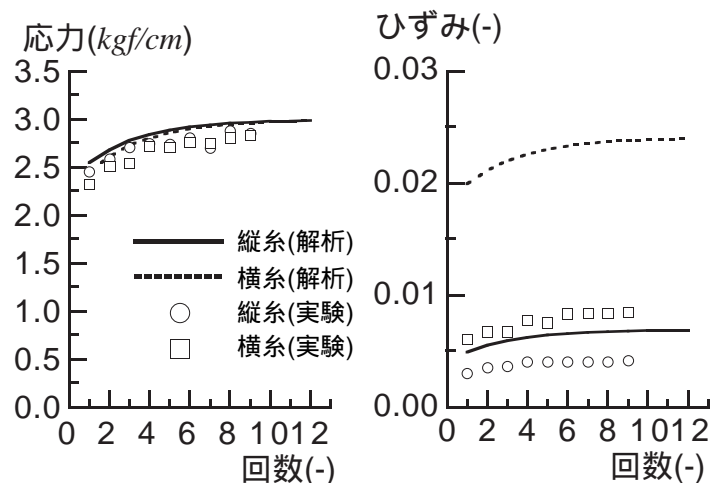 応力(kgf/cm)
3.5
3.0
2.5
2.0
1.5
1.0
0.5
0.0
0 2 4 6 8 1012
回数(-)
縦糸(解析)
横糸(解析)
縦糸(実験)
横糸(実験)
ひずみ(-)
0.03
0.02
0.01
0.00
0 2 4 6 8 1012
回数(-)